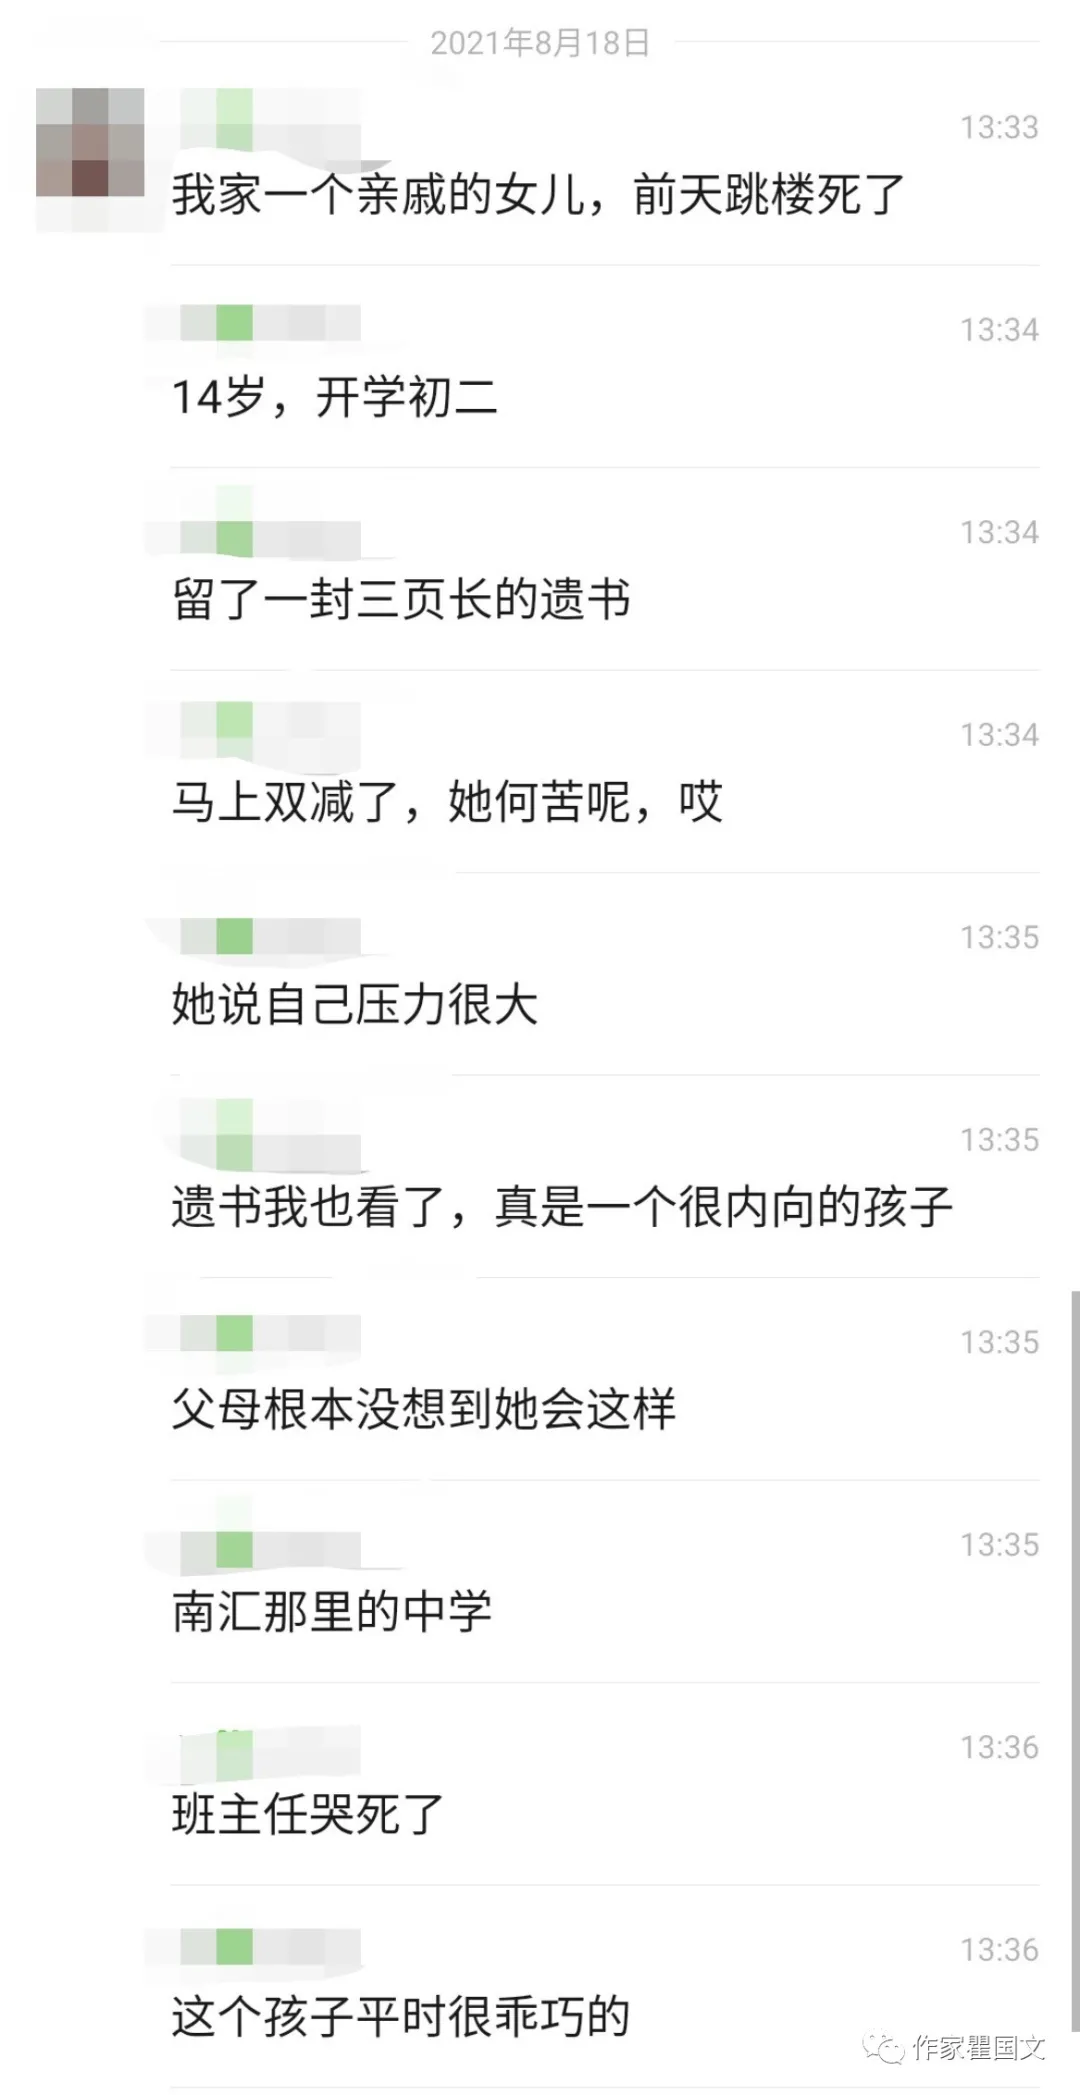 2021年8月18日
13:33
我家一个亲戚的女儿，前天跳楼死了
13:34
14岁，开学初二
13:34
留了一封三页长的遗书
13:34
马上双减了，她何苦呢，哎
13:35
她说自己压力很大
13:35
遗书我也看了，真是一个很内向的孩子
13:35
父母根本没想到她会这样
13:35
南汇那里的中学
13:36
班主任哭死了
13:36
这个孩子平时很乖巧的
作家瞿国文